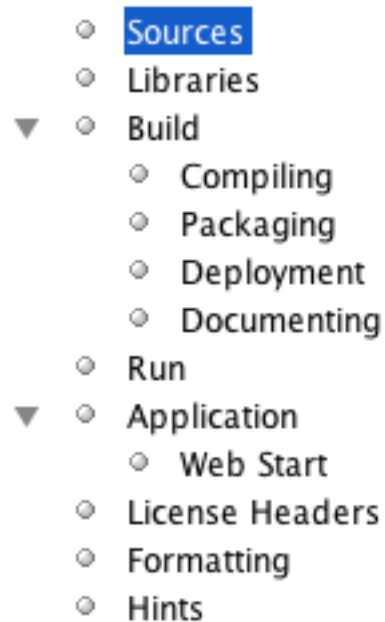 Sources
Libraries
Build
Compiling
Packaging
Deployment
Documenting
Run
Application
Web Start
License Headers
Formatting
Hints